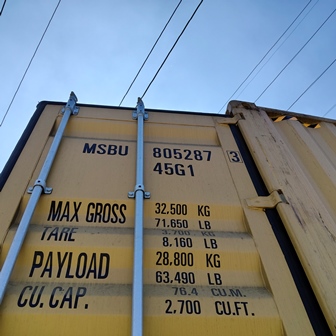 MSBU 805287 3
45G1
MAX GROSS 32.500 KG
71.650 LB
TARE 3.700 KG
8.160 LB
PAYLOAD 28,800 KG
63.490 LB
CU. CAP. 76.4 CU.M.
2.700 CU.FT.